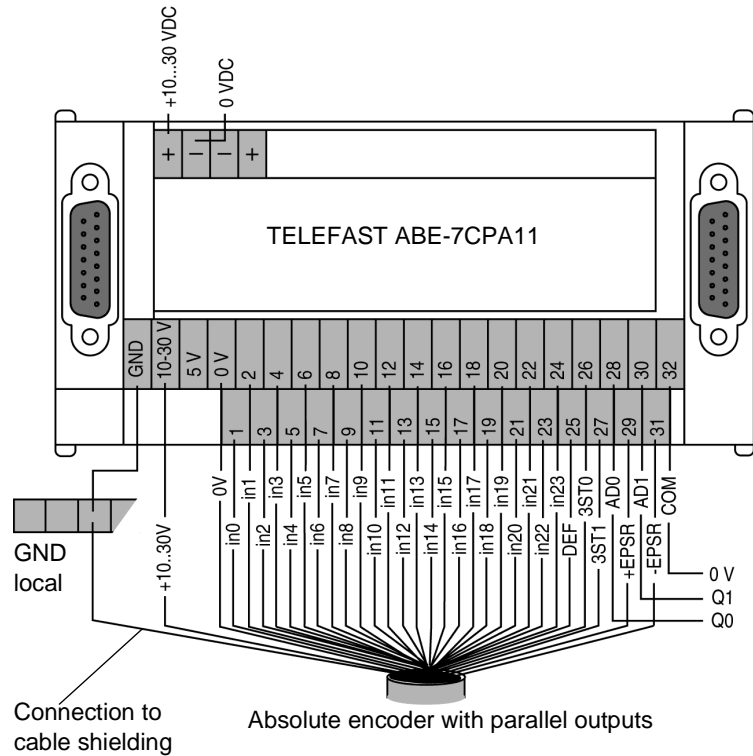 +10...30 VDC
0 VDC
+ – – +
TELEFAST ABE-7CPA11
GND 10-30 V 5 V 0 V 2 4 6 8 10 12 14 16 18 20 22 24 26 28 30 32
1 3 5 7 9 11 13 15 17 19 21 23 25 27 29 31
+10...30V
0V in1 in3 in5 in7 in9 in11 in13 in15 in17 in19 in21 in23 3ST0 AD0 AD1 COM
in0 in2 in4 in6 in8 in10 in12 in14 in16 in18 in20 in22 DEF 3ST1 +EPSR -EPSR
GND
local
0 V
Q1
Q0
Connection to
cable shielding
Absolute encoder with parallel outputs